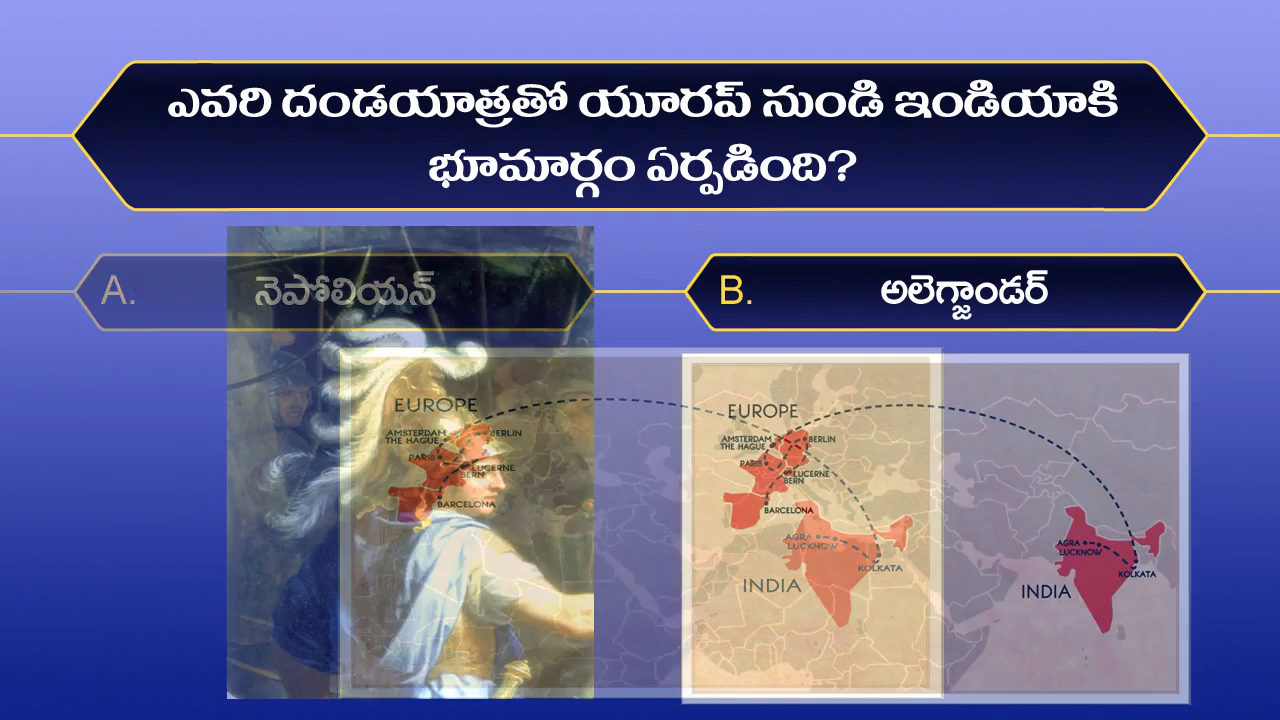 ఎవరి దండయాత్రతో యూరప్ నుండి ఇండియాకి
భూమార్గం ఏర్పడింది?
A. నెపోలియన్
B. అలెగ్జాండర్
EUROPE
AMSTERDAM
THE HAGUE
BERLIN
PARIS
LUCERNE
BERN
BARCELONA
AGRA
LUCKNOW
KOLKATA
INDIA
EUROPE
AMSTERDAM
THE HAGUE
BERLIN
PARIS
LUCERNE
BERN
BARCELONA
AGRA
LUCKNOW
KOLKATA
INDIA